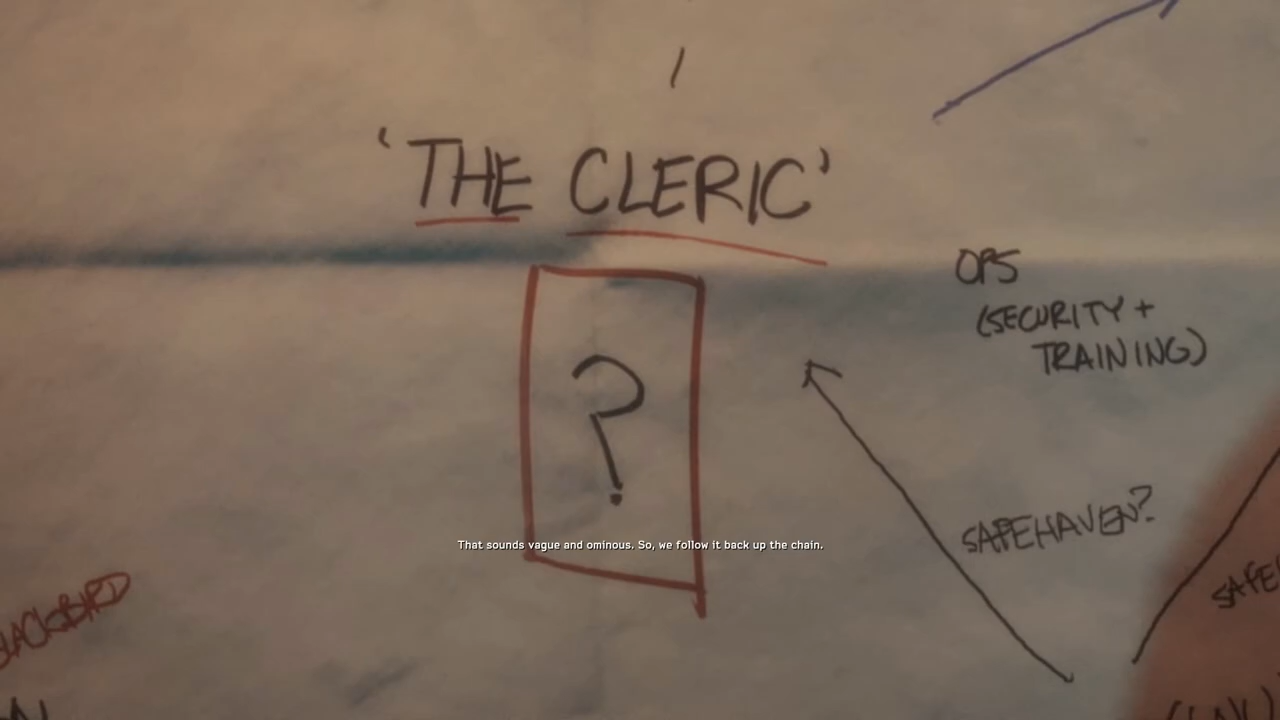 'THE CLERIC'
OPS
(SECURITY +
TRAINING)
?
SAFEHAVEN?
That sounds vague and ominous. So, we follow it back up the chain.